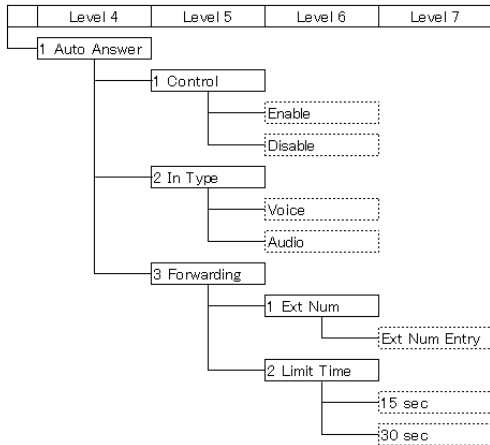 Level 4 Level 5 Level 6 Level 7
1 Auto Answer
1 Control
Enable
Disable
2 In Type
Voice
Audio
3 Forwarding
1 Ext Num
Ext Num Entry
2 Limit Time
15 sec
30 sec